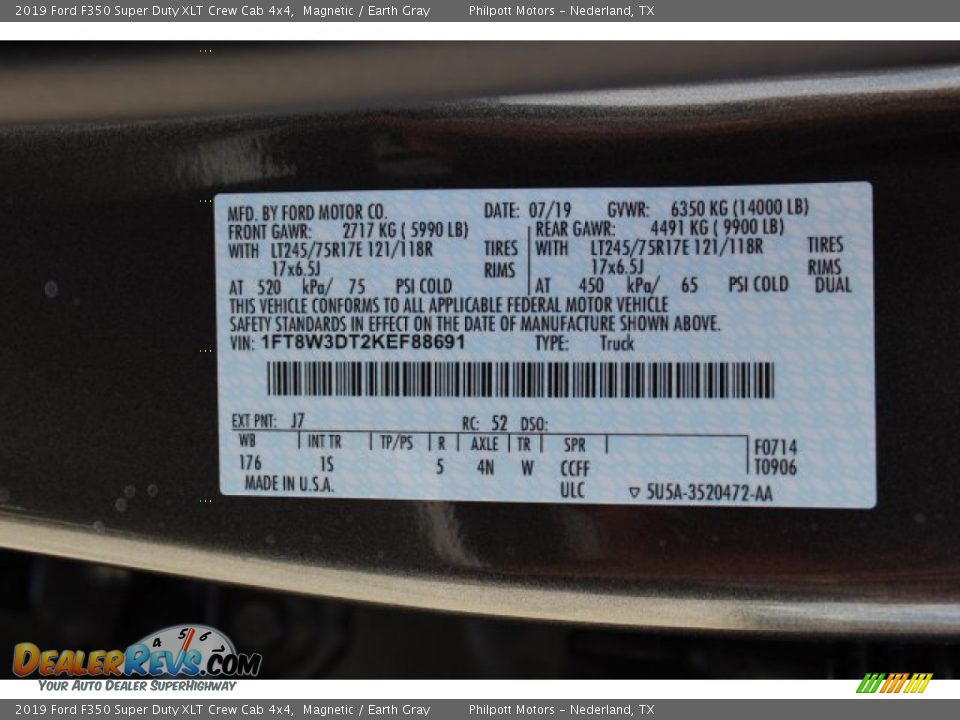 2019 Ford F350 Super Duty XLT Crew Cab 4x4, Magnetic / Earth Gray Philpott Motors - Nederland, TX
MFD. BY FORD MOTOR CO. DATE: 07/19 GVWR: 6350 KG (14000 LB)
FRONT GAWR: 2717 KG ( 5990 LB) REAR GAWR: 4491 KG ( 9900 LB)
WITH LT245/75R17E 121/118R TIRES WITH LT245/75R17E 121/118R TIRES
17x6.5J RIMS 17x6.5J RIMS
AT 520 kPa/ 75 PSI COLD AT 450 kPa/ 65 PSI COLD DUAL
THIS VEHICLE CONFORMS TO ALL APPLICABLE FEDERAL MOTOR VEHICLE
SAFETY STANDARDS IN EFFECT ON THE DATE OF MANUFACTURE SHOWN ABOVE.
VIN: 1FT8W3DT2KEF88691 TYPE: Truck
EXT PNT: J7 RC: 52 DSO:
WB INT TR TP/PS R AXLE TR SPR F0714
176 1S 5 4N W CCFF T0906
MADE IN U.S.A. ULC 5U5A-3520472-AA
4 5 6
DealerRevs.com
Your Auto Dealer SuperHighway
2019 Ford F350 Super Duty XLT Crew Cab 4x4, Magnetic / Earth Gray Philpott Motors - Nederland, TX